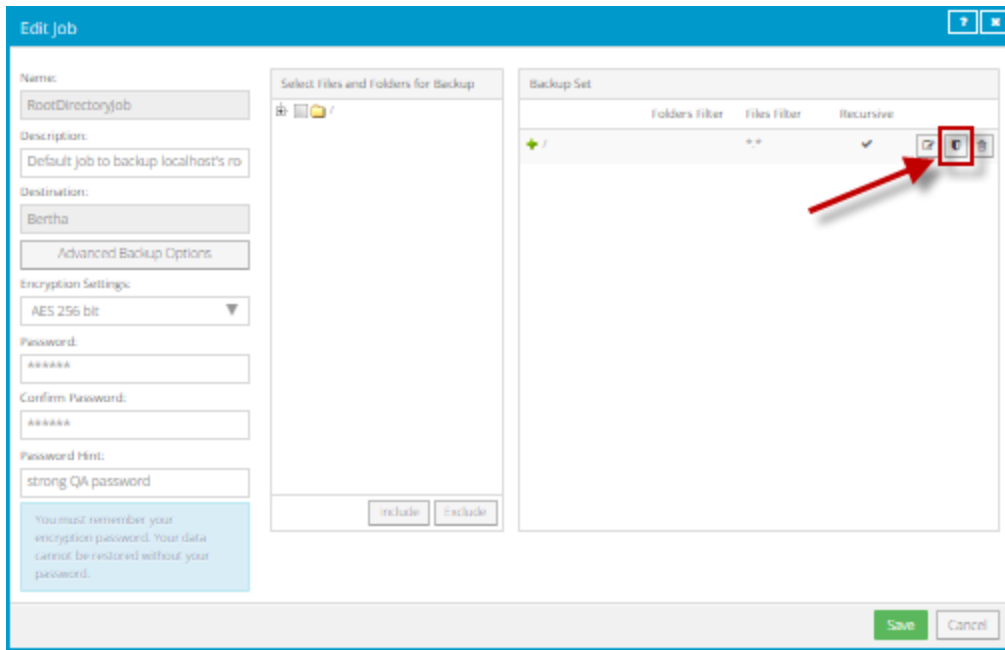 Edit Job
?
Name:
RootDirectoryJob
Description:
Default job to backup localhost's ro
Destination:
Bertha
Advanced Backup Options
Encryption Settings:
AES 256 bit
Password:
******
Confirm Password:
******
Password Hint:
strong QA password
You must remember your
encryption password. Your data
cannot be restored without your
password.
Select Files and Folders for Backup
/
Include Exclude
Backup Set
Folders Filter Files Filter Recursive
/ *.*
Save Cancel